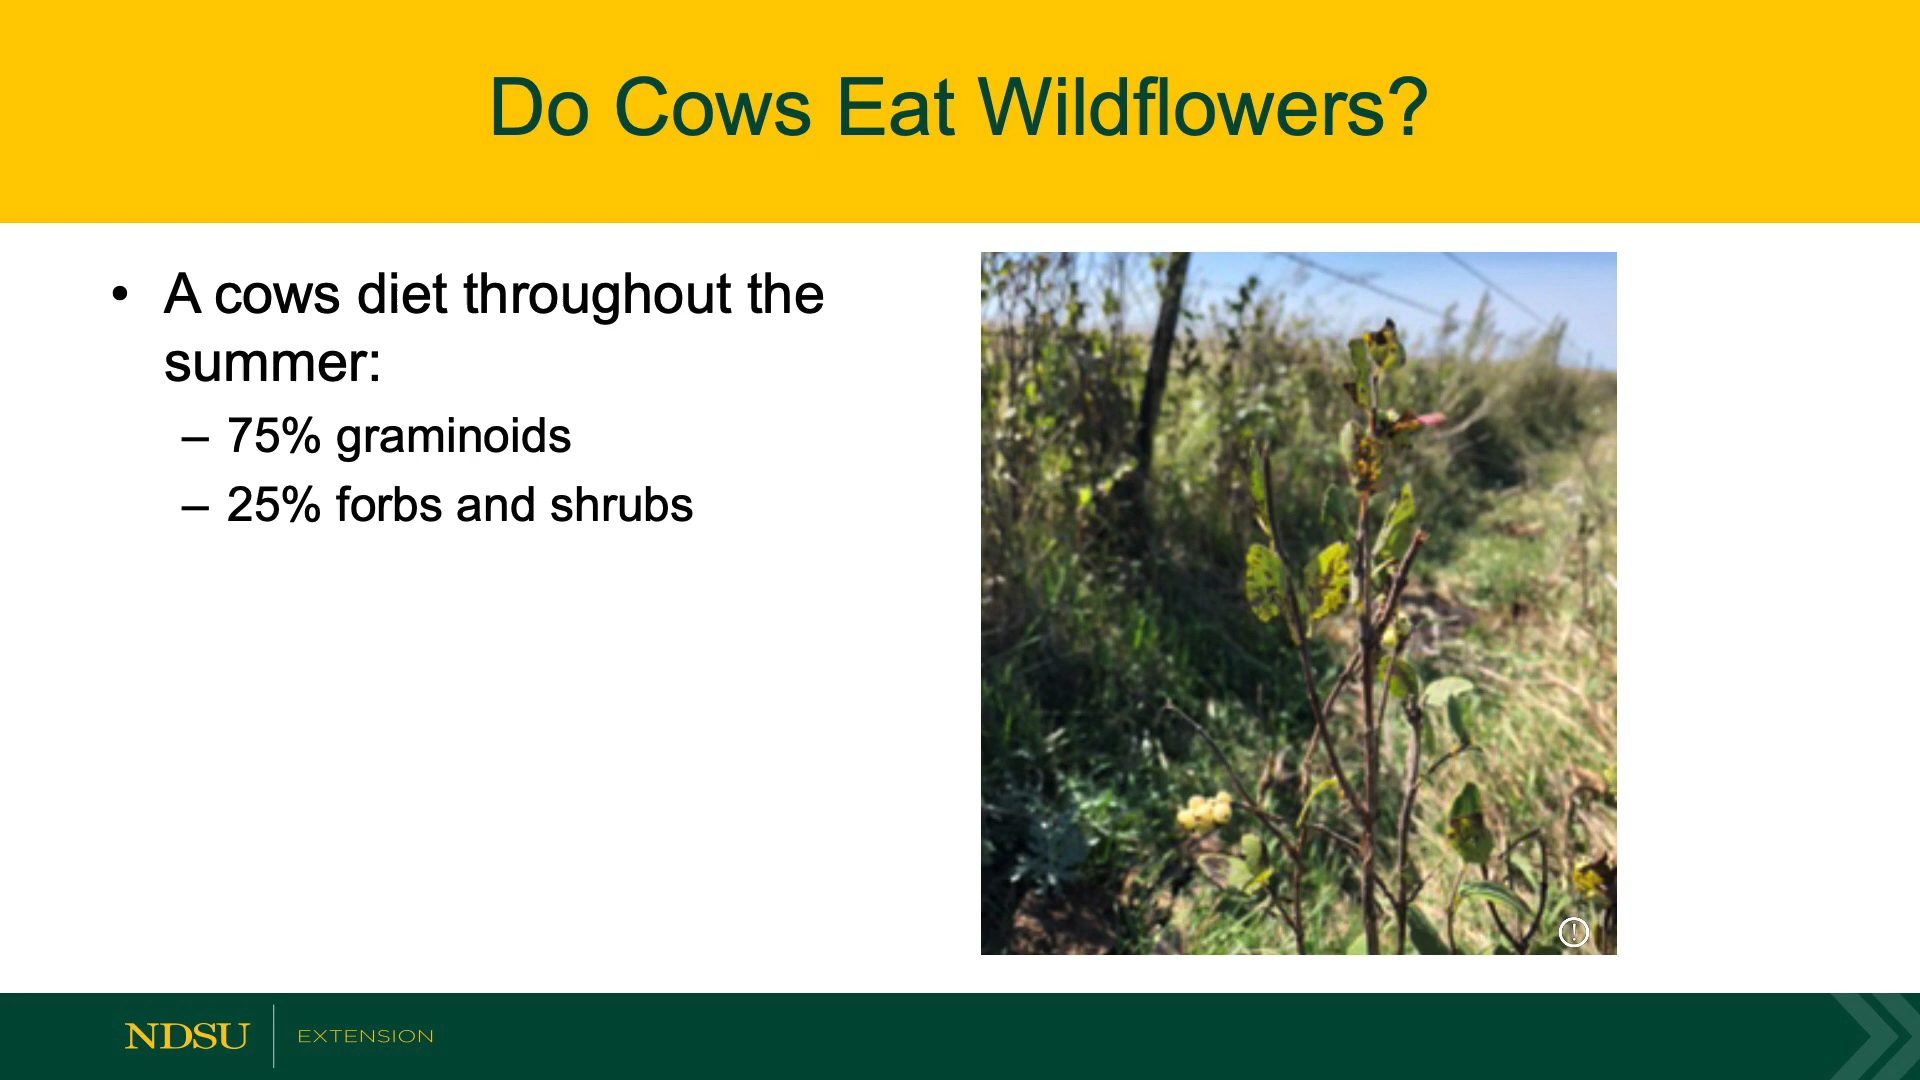 Do Cows Eat Wildflowers?
• A cows diet throughout the
summer:
– 75% graminoids
– 25% forbs and shrubs
NDSU EXTENSION